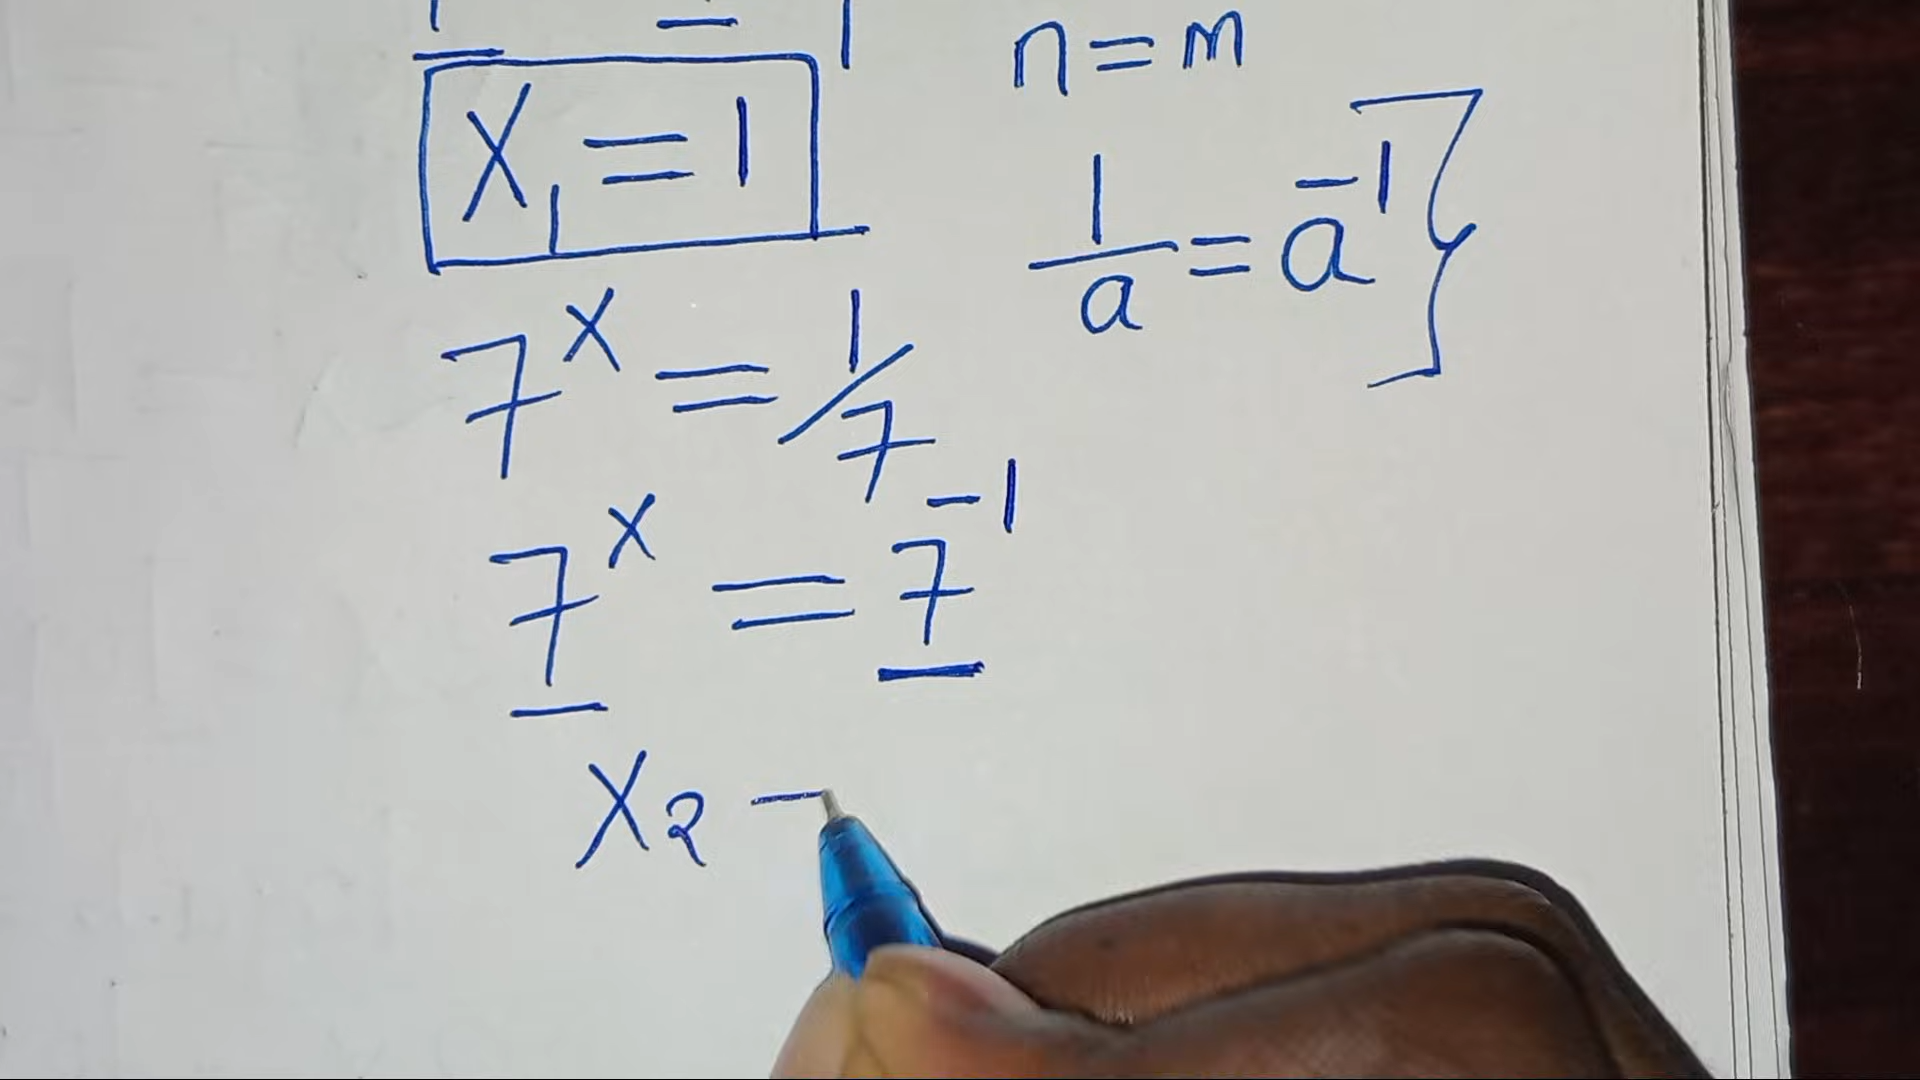 X₁ = 1
7ˣ = 1/7
7ˣ = 7⁻¹
X₂
n = m
1/a = a⁻¹